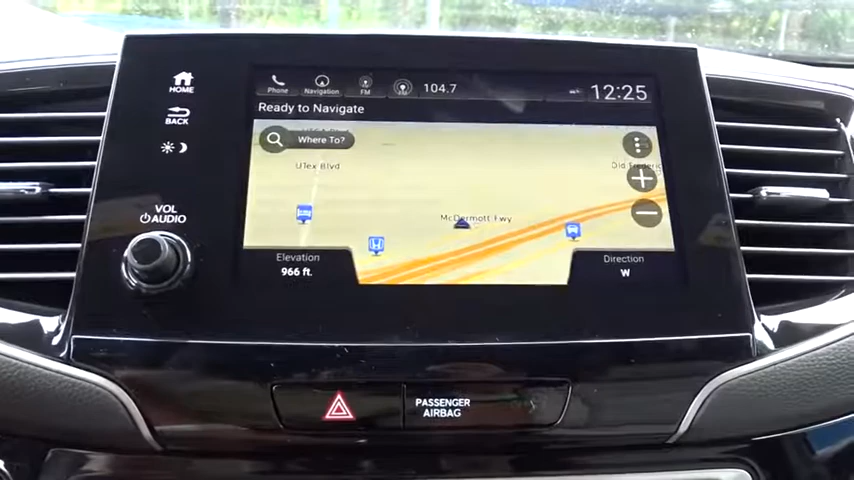 HOME
BACK
VOL
AUDIO
Phone
Navigation
FM
FM
104.7
12:25
Ready to Navigate
Where To?
UTex Blvd
McDermott Fwy
Elevation
966 ft.
Direction
W
PASSENGER
AIRBAG